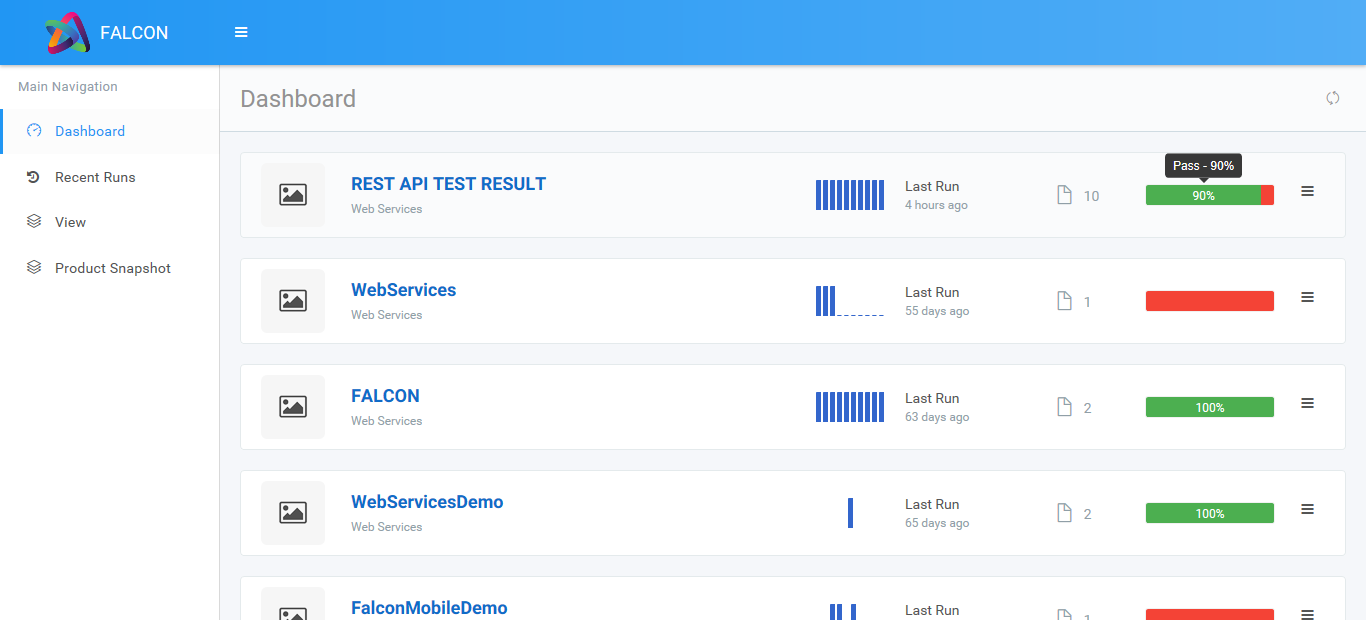 FALCON
Main Navigation
Dashboard
Recent Runs
View
Product Snapshot
Dashboard
Pass - 90%
REST API TEST RESULT
Web Services
Last Run
4 hours ago
10
90%
WebServices
Web Services
Last Run
55 days ago
1
FALCON
Web Services
Last Run
63 days ago
2
100%
WebServicesDemo
Web Services
Last Run
65 days ago
2
100%
FalconMobileDemo
Last Run